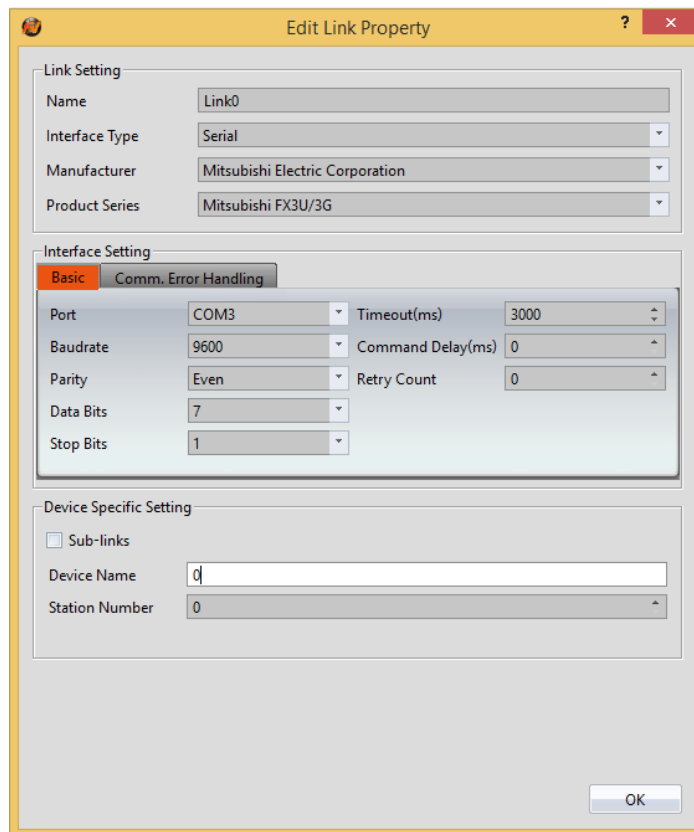 Edit Link Property
?
Link Setting
Name Link0
Interface Type Serial
Manufacturer Mitsubishi Electric Corporation
Product Series Mitsubishi FX3U/3G
Interface Setting
Basic Comm. Error Handling
Port COM3 Timeout(ms) 3000
Baudrate 9600 Command Delay(ms) 0
Parity Even Retry Count 0
Data Bits 7
Stop Bits 1
Device Specific Setting
Sub-links
Device Name 0
Station Number 0
OK